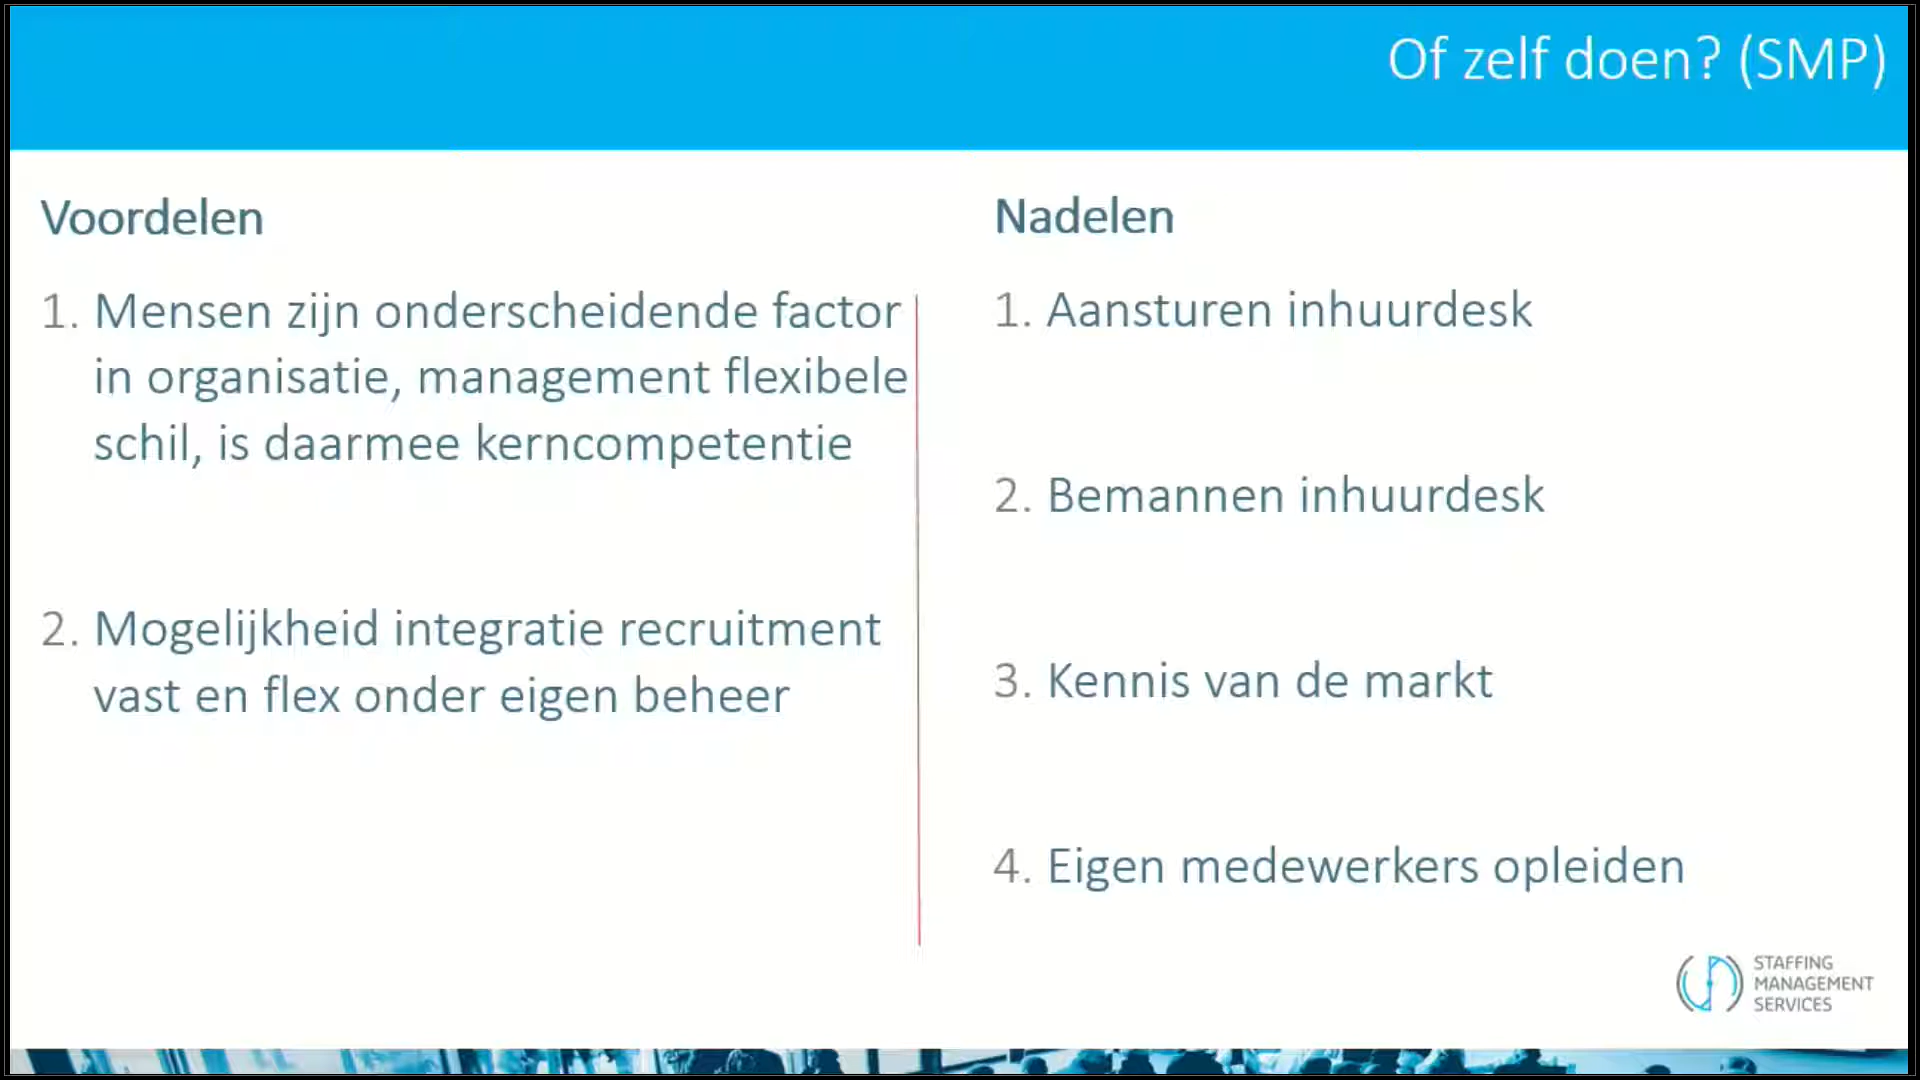 Of zelf doen? (SMP)
Voordelen
1. Mensen zijn onderscheidende factor
in organisatie, management flexibele
schil, is daarmee kerncompetentie
2. Mogelijkheid integratie recruitment
vast en flex onder eigen beheer
Nadelen
1. Aansturen inhuurdesk
2. Bemannen inhuurdesk
3. Kennis van de markt
4. Eigen medewerkers opleiden
STAFFING
MANAGEMENT
SERVICES